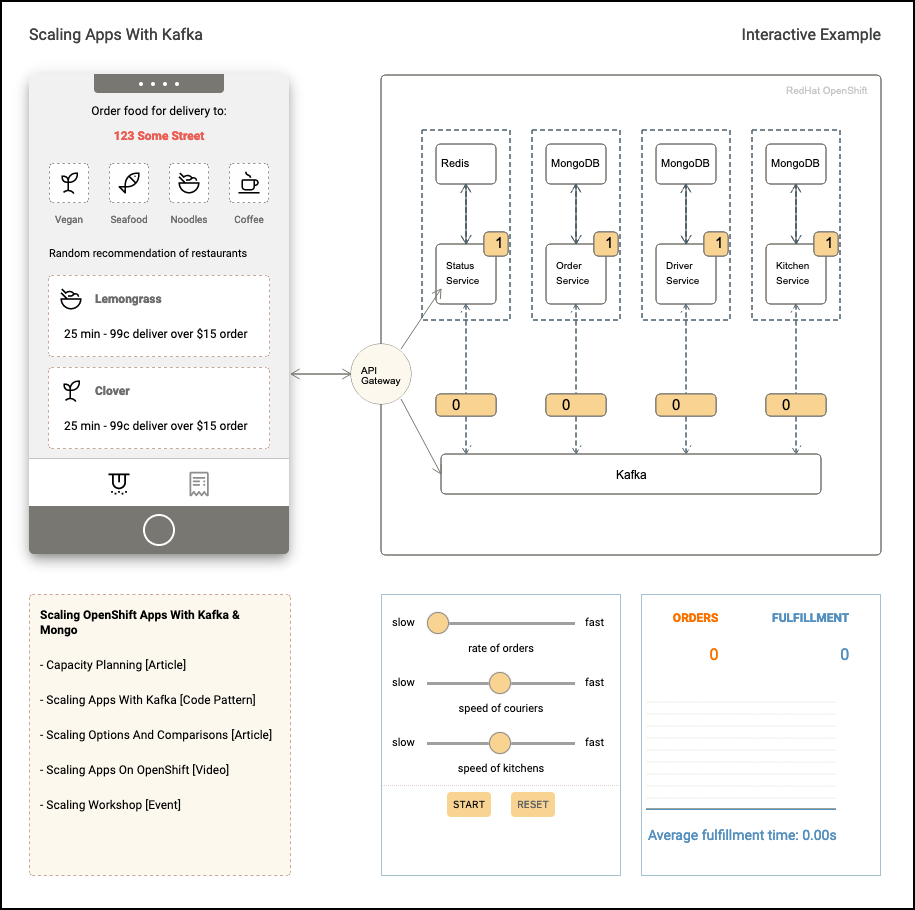 Scaling Apps With Kafka
Interactive Example
Order food for delivery to:
123 Some Street
Vegan
Seafood
Noodles
Coffee
Random recommendation of restaurants
Lemongrass
25 min - 99c deliver over $15 order
Clover
25 min - 99c deliver over $15 order
RedHat OpenShift
Redis
MongoDB
MongoDB
MongoDB
1
1
1
1
Status
Service
Order
Service
Driver
Service
Kitchen
Service
API
Gateway
0
0
0
0
Kafka
Scaling OpenShift Apps With Kafka &
Mongo
- Capacity Planning [Article]
- Scaling Apps With Kafka [Code Pattern]
- Scaling Options And Comparisons [Article]
- Scaling Apps On OpenShift [Video]
- Scaling Workshop [Event]
slow
fast
rate of orders
slow
fast
speed of couriers
slow
fast
speed of kitchens
START
RESET
ORDERS
FULFILLMENT
0
0
Average fulfillment time: 0.00s